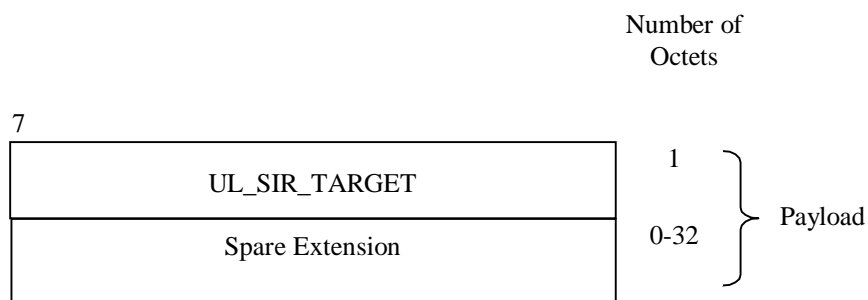 Number of
Octets
7
UL_SIR_TARGET
1
Spare Extension
0-32
Payload